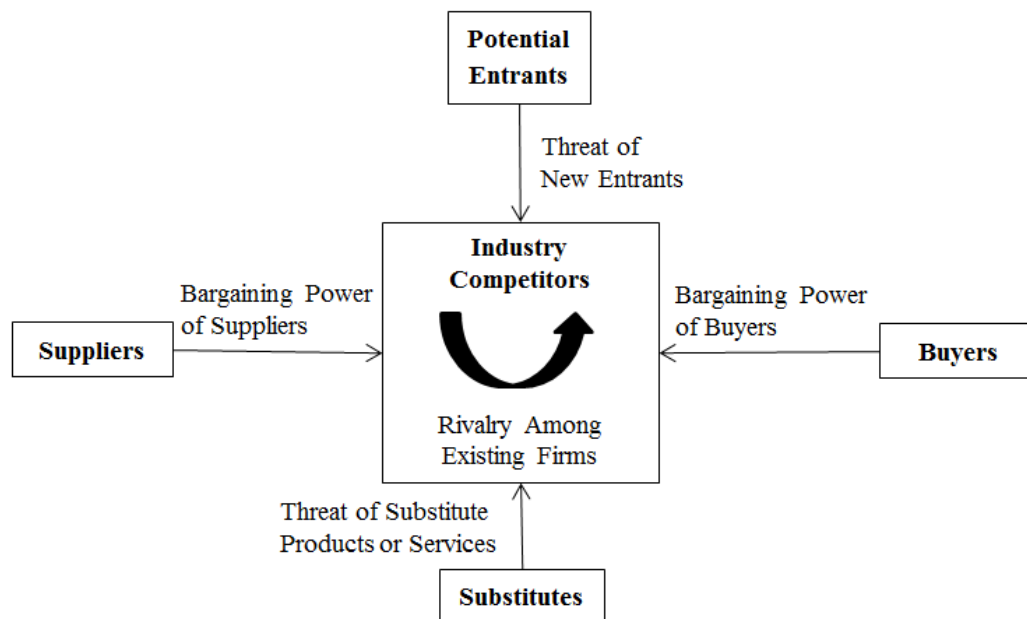 Potential
Entrants
Threat of
New Entrants
Industry
Competitors
Bargaining Power
of Suppliers
Bargaining Power
of Buyers
Suppliers
Buyers
Rivalry Among
Existing Firms
Threat of Substitute
Products or Services
Substitutes